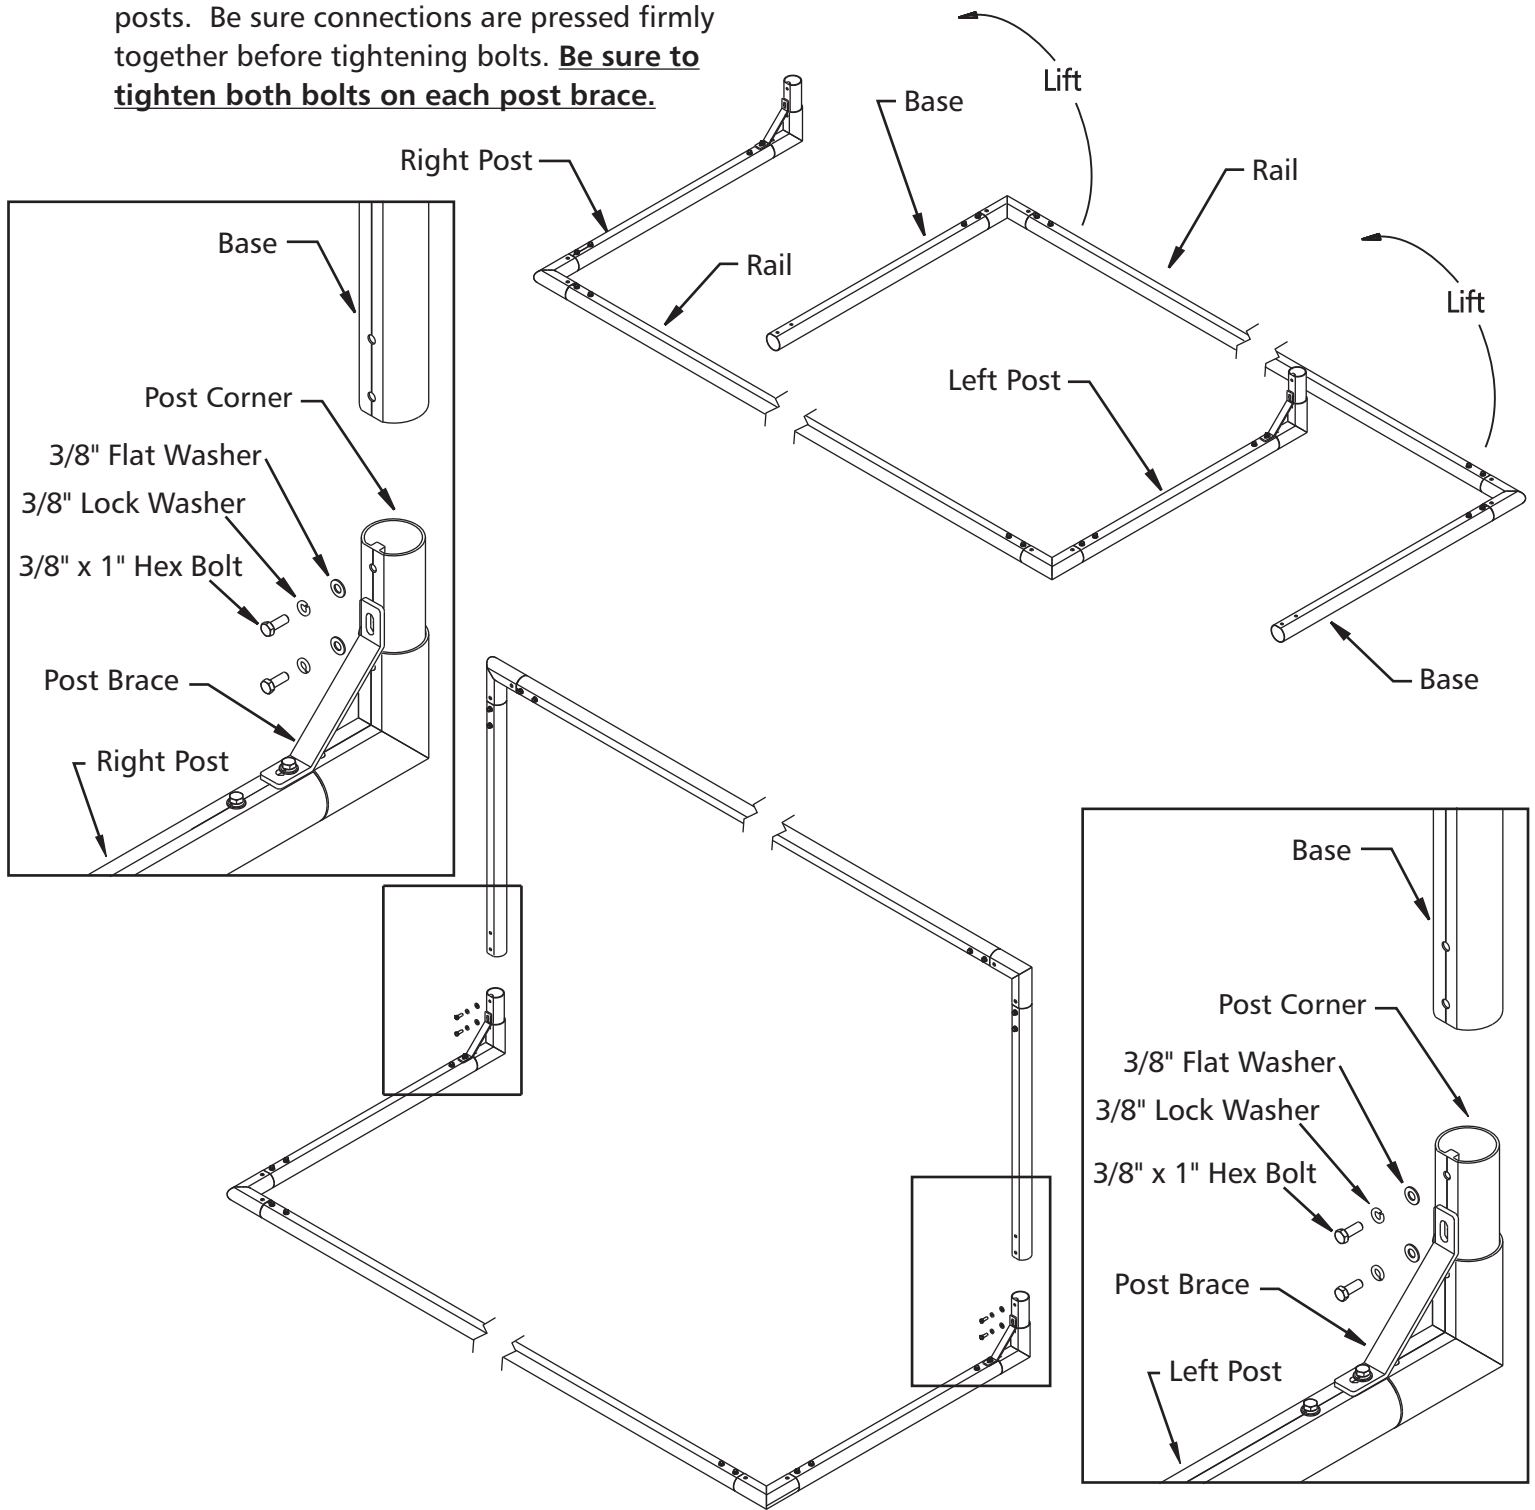 posts.  Be sure connections are pressed firmly
together before tightening bolts. Be sure to
tighten both bolts on each post brace.
Lift
Base
Right Post
Rail
Rail
Lift
Left Post
Base
Base
Post Corner
3/8" Flat Washer
3/8" Lock Washer
3/8" x 1" Hex Bolt
Post Brace
Right Post
Base
Post Corner
3/8" Flat Washer
3/8" Lock Washer
3/8" x 1" Hex Bolt
Post Brace
Left Post